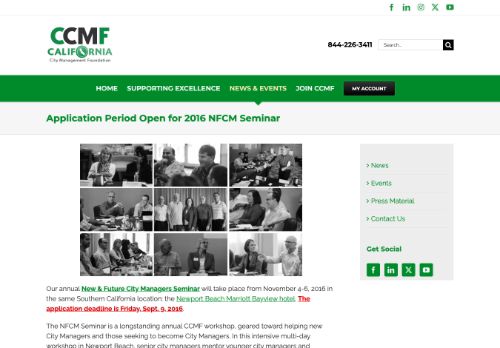 CCMF
CALIFORNIA
City Management Foundation
844-226-3411
Search...
HOME
SUPPORTING EXCELLENCE
NEWS & EVENTS
JOIN CCMF
MY ACCOUNT
Application Period Open for 2016 NFCM Seminar
> News
> Events
> Press Material
> Contact Us
Get Social
Our annual New & Future City Managers Seminar will take place from November 4-6, 2016 in
the same Southern California location: the Newport Beach Marriott Bayview hotel. The
application deadline is Friday, Sept. 9, 2016.
The NFCM Seminar is a longstanding annual CCMF workshop, geared toward helping new
City Managers and those seeking to become City Managers. In this intensive multi-day
workshop in Newport Beach, senior city managers mentor younger city managers and